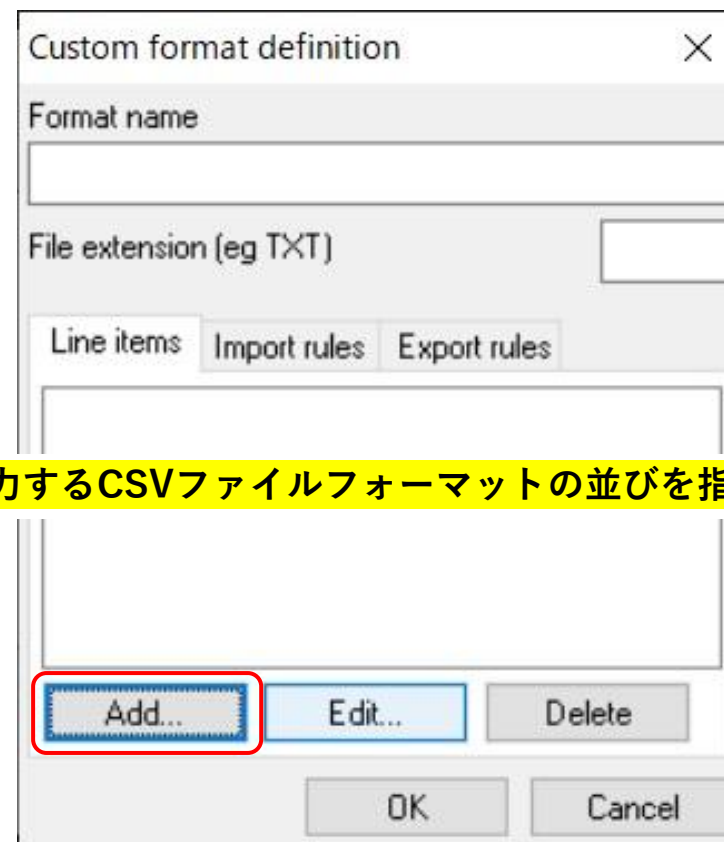 Custom format definition
Format name
File extension (eg TXT)
Line items Import rules Export rules
力するCSVファイルフォーマットの並びを指
Add... Edit... Delete
OK Cancel